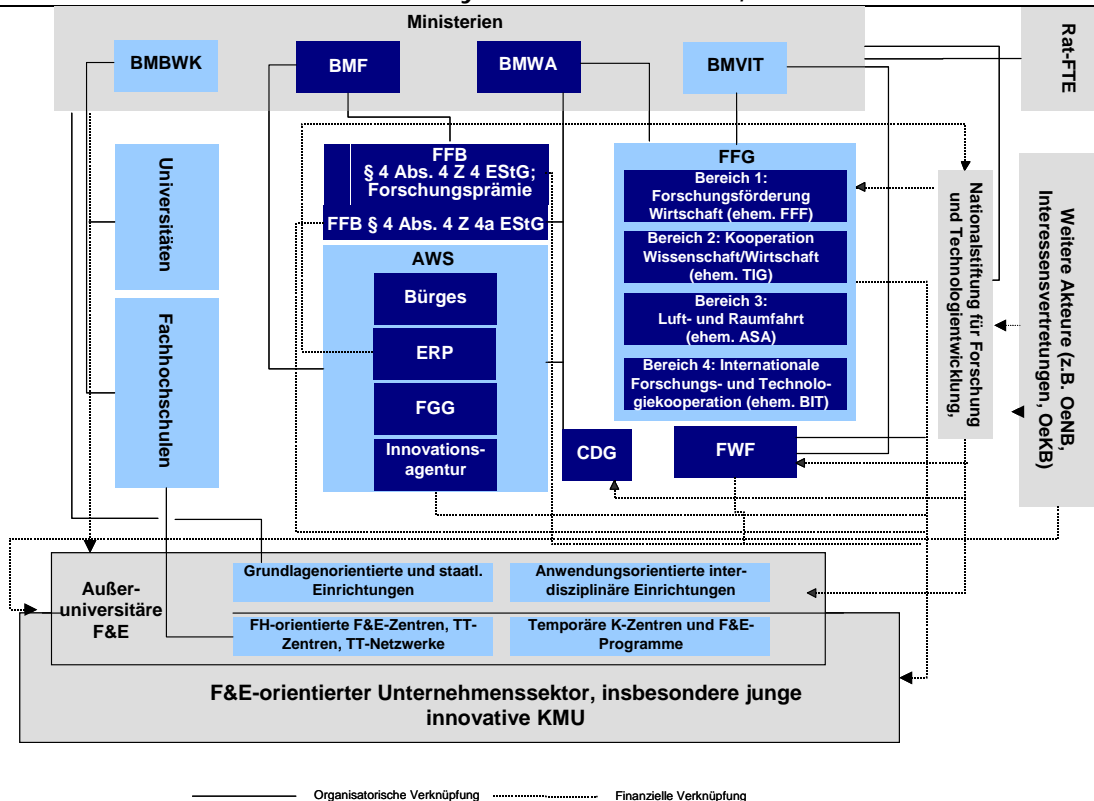 Ministerien
BMBWK
BMF
BMWA
BMVIT
Rat-FTE
Universitäten
Fachhochschulen
FFB
§ 4 Abs. 4 Z 4 EStG;
Forschungsprämie
FFB § 4 Abs. 4 Z 4a EStG
AWS
Bürges
ERP
FGG
Innovations-
agentur
FFG
Bereich 1:
Forschungsförderung
Wirtschaft (ehem. FFF)
Bereich 2: Kooperation
Wissenschaft/Wirtschaft
(ehem. TIG)
Bereich 3:
Luft- und Raumfahrt
(ehem. ASA)
Bereich 4: Internationale
Forschungs- und Technolo-
giekooperation (ehem. BIT)
CDG
FWF
Nationalstiftung für Forschung
und Technologieentwicklung,
Weitere Akteure (z.B. OeNB,
Interessensvertretungen, OeKB)
Außer-
universitäre
F&E
Grundlagenorientierte und staatl.
Einrichtungen
Anwendungsorientierte inter-
disziplinäre Einrichtungen
FH-orientierte F&E-Zentren, TT-
Zentren, TT-Netzwerke
Temporäre K-Zentren und F&E-
Programme
F&E-orientierter Unternehmenssektor, insbesondere junge
innovative KMU
Organisatorische Verknüpfung
Finanzielle Verknüpfung